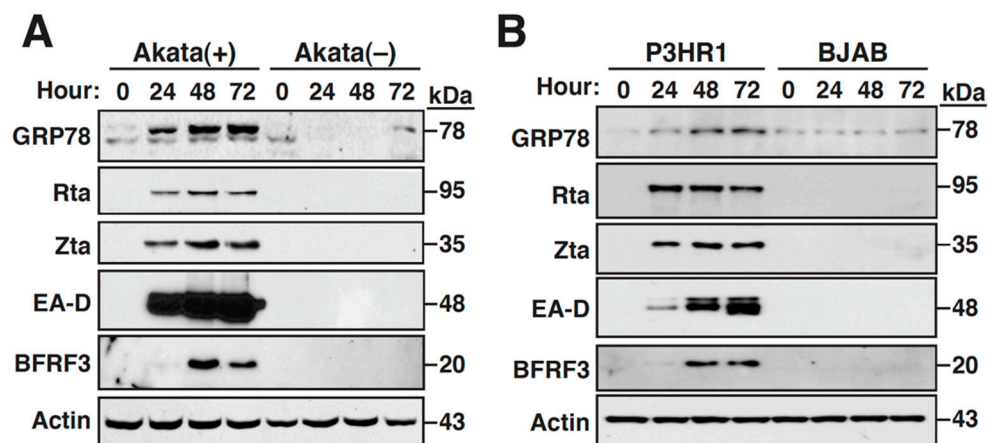 A
Akata(+) Akata(–)
Hour: 0 24 48 72 0 24 48 72 kDa
GRP78 –78
Rta –95
Zta –35
EA-D –48
BFRF3 –20
Actin –43
B
P3HR1 BJAB
Hour: 0 24 48 72 0 24 48 72 kDa
GRP78 –78
Rta –95
Zta –35
EA-D –48
BFRF3 –20
Actin –43